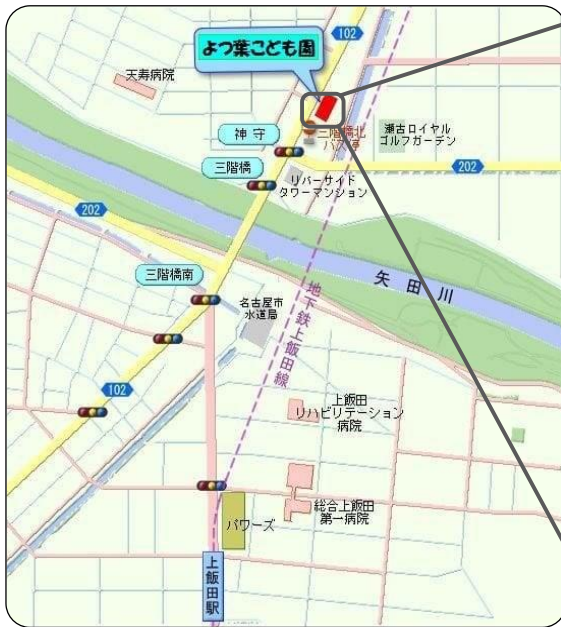 102
よつ葉こども園
天寿病院
三階橋北
バス停
瀬古ロイヤル
ゴルフガーデン
神守
三階橋
リバーサイド
タワーマンション
202
202
三階橋南
矢田川
名古屋市
水道局
地下鉄上飯田線
102
上飯田
リハビリテーション
病院
総合上飯田
第一病院
パワーズ
上飯田駅